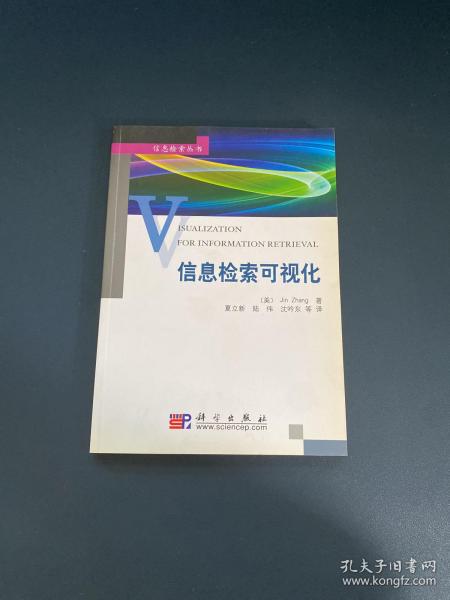 信息检索丛书
VISUALIZATION
FOR INFORMATION RETRIEVAL
信息检索可视化
〔美〕 Jin Zhang 著
夏立新 陆伟 沈吟东 等 译
SP 科学出版社
www.sciencep.com
孔夫子旧书网
www.kongfz.com